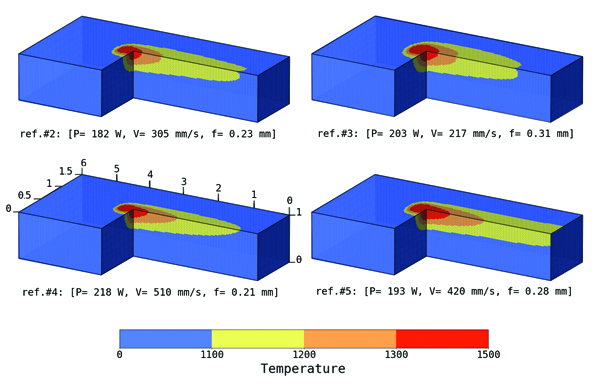 ref.#2: [P= 182 W, V= 305 mm/s, f= 0.23 mm]
ref.#3: [P= 203 W, V= 217 mm/s, f= 0.31 mm]
0
0.5
1
1.5
6
5
4
3
2
1
0
1
0
ref.#4: [P= 218 W, V= 510 mm/s, f= 0.21 mm]
ref.#5: [P= 193 W, V= 420 mm/s, f= 0.28 mm]
0 1100 1200 1300 1500
Temperature